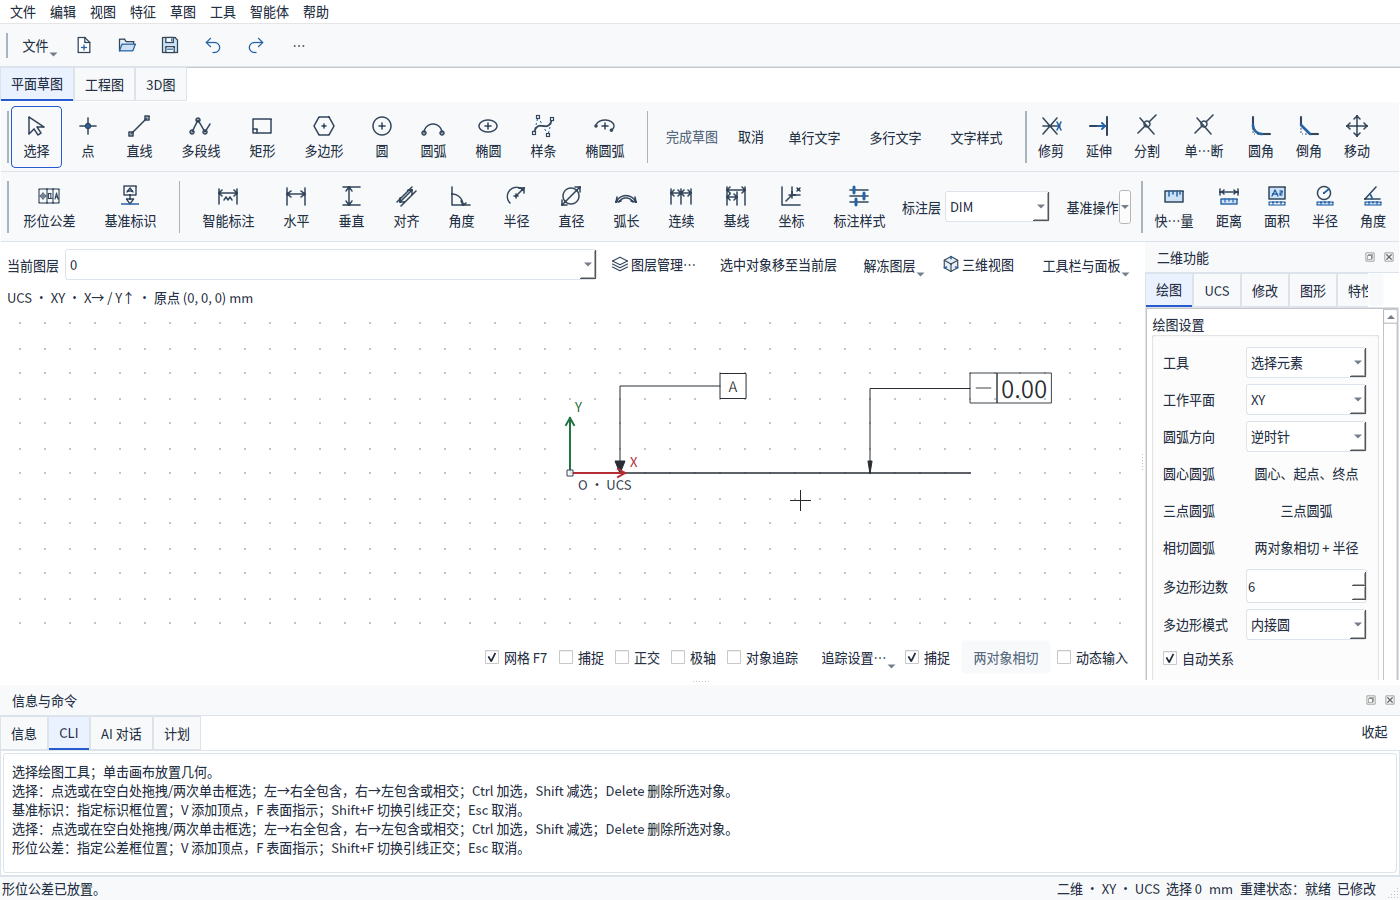 文件 编辑 视图 特征 草图 工具 智能体 帮助
文件 ···
平面草图 工程图 3D图
选择 点 直线 多段线 矩形 多边形 圆 圆弧 椭圆 样条 椭圆弧 完成草图 取消 单行文字 多行文字 文字样式 修剪 延伸 分割 单···断 圆角 倒角 移动
形位公差 基准标识 智能标注 水平 垂直 对齐 角度 半径 直径 弧长 连续 基线 坐标 标注样式 标注层 DIM 基准操作 快···量 距离 面积 半径 角度
当前图层 0 图层管理··· 选中对象移至当前层 解冻图层 三维视图 工具栏与面板
UCS · XY · X→ / Y↑ · 原点 (0, 0, 0) mm
A
0.00
Y
X
O · UCS
二维功能
绘图 UCS 修改 图形 特性
绘图设置
工具 选择元素
工作平面 XY
圆弧方向 逆时针
圆心圆弧 圆心、起点、终点
三点圆弧 三点圆弧
相切圆弧 两对象相切 + 半径
多边形边数 6
多边形模式 内接圆
自动关系
网格 F7 捕捉 正交 极轴 对象追踪 追踪设置··· 捕捉 两对象相切 动态输入
信息与命令
信息 CLI AI 对话 计划 收起
选择绘图工具；单击画布放置几何。
选择：点选或在空白处拖拽/两次单击框选；左→右全包含，右→左包含或相交；Ctrl 加选，Shift 减选；Delete 删除所选对象。
基准标识：指定标识框位置；V 添加顶点，F 表面指示；Shift+F 切换引线正交；Esc 取消。
选择：点选或在空白处拖拽/两次单击框选；左→右全包含，右→左包含或相交；Ctrl 加选，Shift 减选；Delete 删除所选对象。
形位公差：指定公差框位置；V 添加顶点，F 表面指示；Shift+F 切换引线正交；Esc 取消。
形位公差已放置。 二维 · XY · UCS 选择 0 mm 重建状态：就绪 已修改